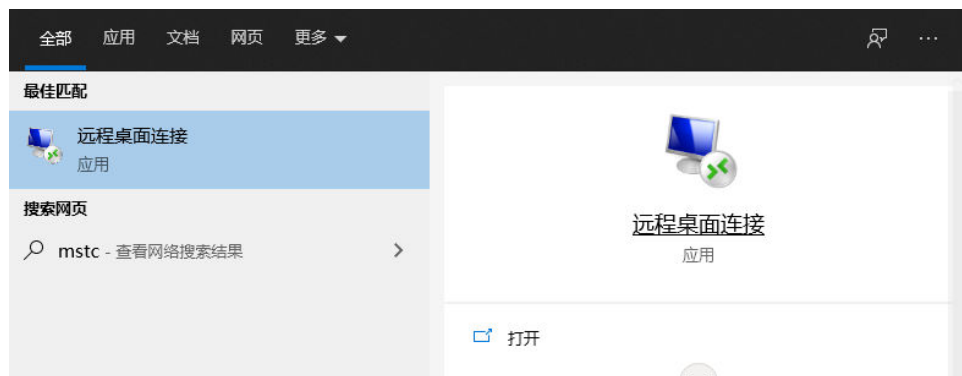 全部 应用 文档 网页 更多
最佳匹配
远程桌面连接
应用
搜索网页
mstc - 查看网络搜索结果
远程桌面连接
应用
打开